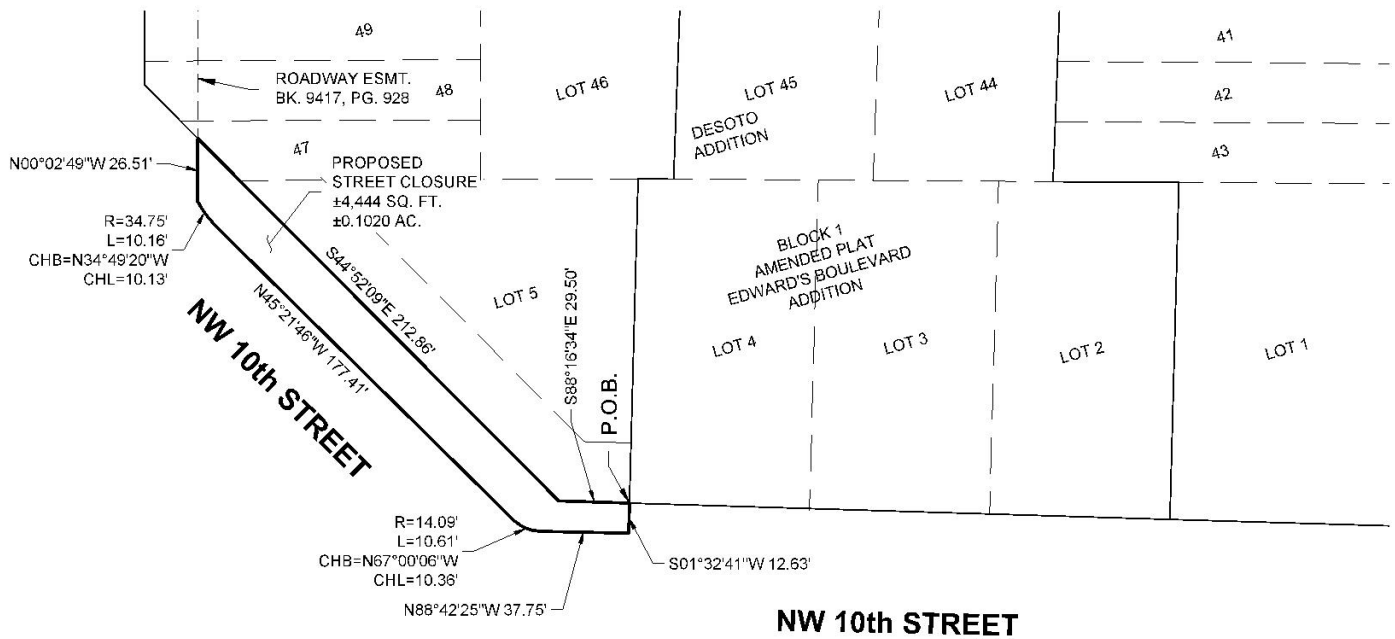 49
ROADWAY ESMT.
BK. 9417, PG. 928
48
47
LOT 46
LOT 45
LOT 44
DESOTO
ADDITION
41
42
43
N00°02'49"W 26.51'
PROPOSED
STREET CLOSURE
±4,444 SQ. FT.
±0.1020 AC.
R=34.75'
L=10.16'
CHB=N34°49'20"W
CHL=10.13'
S44°52'09"E 212.86'
N45°21'46"W 177.41'
NW 10th STREET
LOT 5
S88°16'34"E 29.50'
P.O.B.
BLOCK 1
AMENDED PLAT
EDWARD'S BOULEVARD
ADDITION
LOT 4
LOT 3
LOT 2
LOT 1
R=14.09'
L=10.61'
CHB=N67°00'06"W
CHL=10.36'
N88°42'25"W 37.75'
S01°32'41"W 12.63'
NW 10th STREET